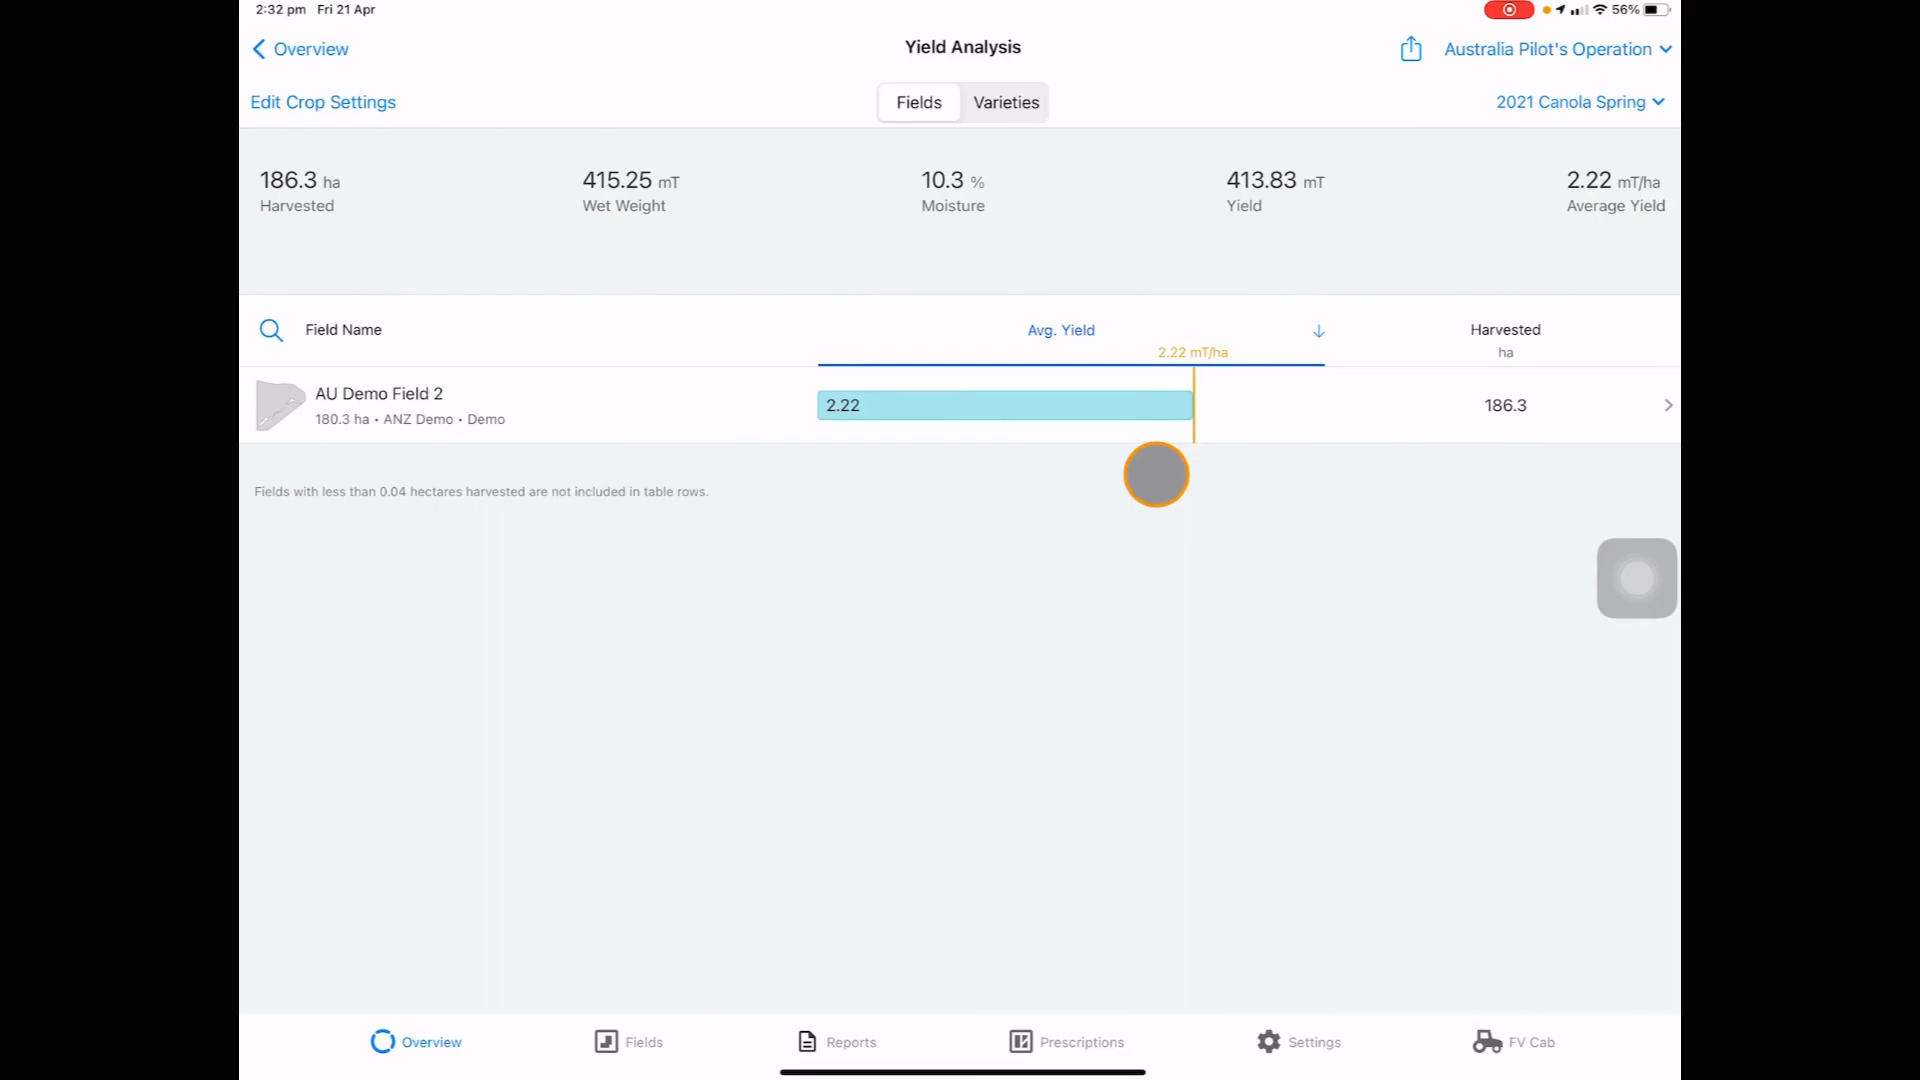 2:32 pm Fri 21 Apr
56%
Overview
Yield Analysis
Australia Pilot's Operation
Edit Crop Settings
Fields
Varieties
2021 Canola Spring
186.3 ha
Harvested
415.25 mT
Wet Weight
10.3 %
Moisture
413.83 mT
Yield
2.22 mT/ha
Average Yield
Field Name
Avg. Yield
2.22 mT/ha
Harvested
ha
AU Demo Field 2
180.3 ha • ANZ Demo • Demo
2.22
186.3
Fields with less than 0.04 hectares harvested are not included in table rows.
Overview
Fields
Reports
Prescriptions
Settings
FV Cab